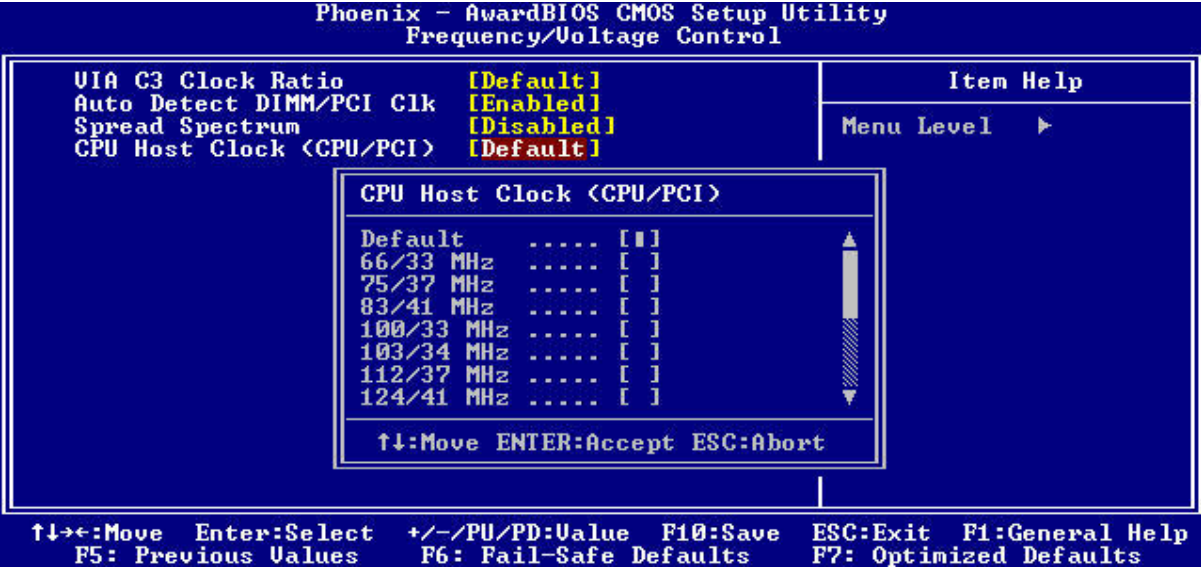 Phoenix - AwardBIOS CMOS Setup Utility
Frequency/Voltage Control
VIA C3 Clock Ratio [Default]
Auto Detect DIMM/PCI Clk [Enabled]
Spread Spectrum [Disabled]
CPU Host Clock (CPU/PCI) [Default]
Item Help
Menu Level ▶
CPU Host Clock (CPU/PCI)
Default ..... [■]
66/33 MHz ..... [ ]
75/37 MHz ..... [ ]
83/41 MHz ..... [ ]
100/33 MHz ..... [ ]
103/34 MHz ..... [ ]
112/37 MHz ..... [ ]
124/41 MHz ..... [ ]
↑↓:Move ENTER:Accept ESC:Abort
↑↓→←:Move Enter:Select +/-/PU/PD:Value F10:Save ESC:Exit F1:General Help
F5: Previous Values F6: Fail-Safe Defaults F7: Optimized Defaults